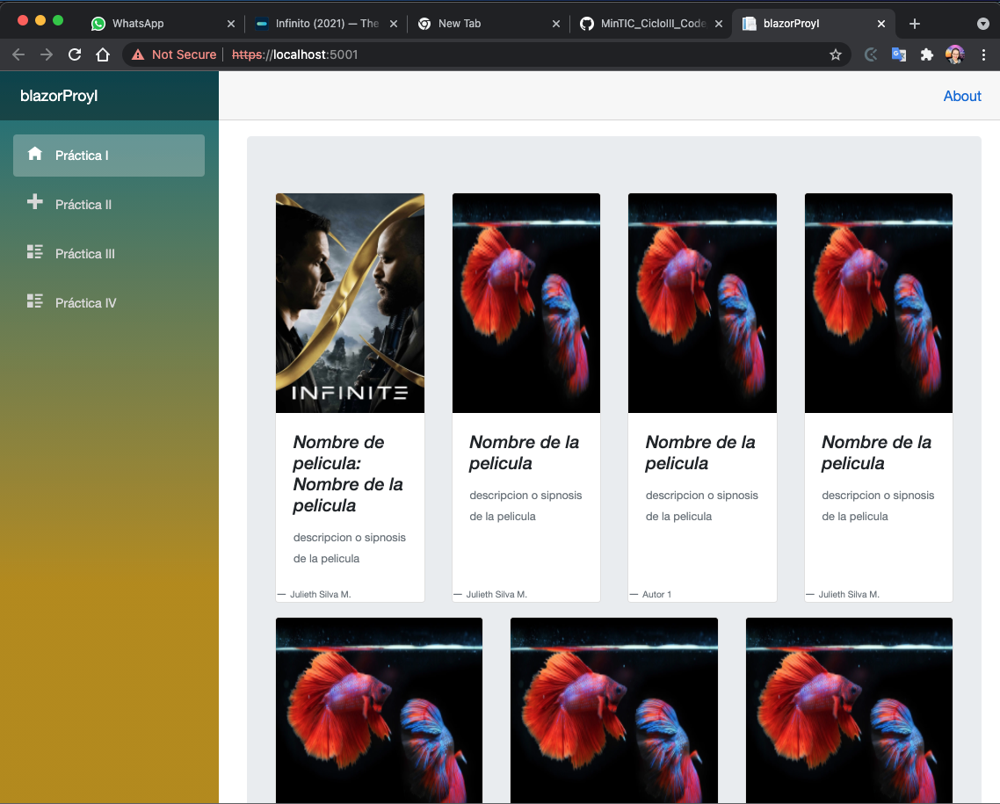 WhatsApp
Infinito (2021) — The
New Tab
MinTIC_CicloIII_Code
blazorProyI
Not Secure
https://localhost:5001
blazorProyI
About
Práctica I
Práctica II
Práctica III
Práctica IV
INFINITE
Nombre de
pelicula:
Nombre de la
pelicula
descripcion o sipnosis
de la pelicula
— Julieth Silva M.
Nombre de la
pelicula
descripcion o sipnosis
de la pelicula
— Julieth Silva M.
Nombre de la
pelicula
descripcion o sipnosis
de la pelicula
— Autor 1
Nombre de la
pelicula
descripcion o sipnosis
de la pelicula
— Julieth Silva M.